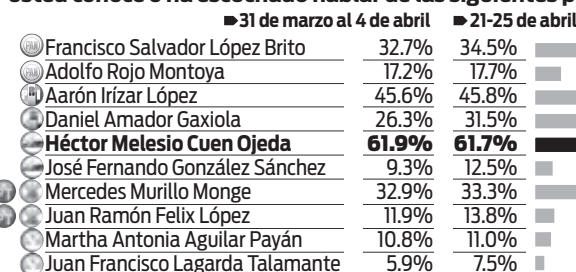 31 de marzo al 4 de abril 21-25 de abril
Francisco Salvador López Brito 32.7% 34.5%
Adolfo Rojo Montoya 17.2% 17.7%
Aarón Irízar López 45.6% 45.8%
Daniel Amador Gaxiola 26.3% 31.5%
Héctor Melesio Cuen Ojeda 61.9% 61.7%
José Fernando González Sánchez 9.3% 12.5%
Mercedes Murillo Monge 32.9% 33.3%
Juan Ramón Felix López 11.9% 13.8%
Martha Antonia Aguilar Payán 10.8% 11.0%
Juan Francisco Lagarda Talamante 5.9% 7.5%